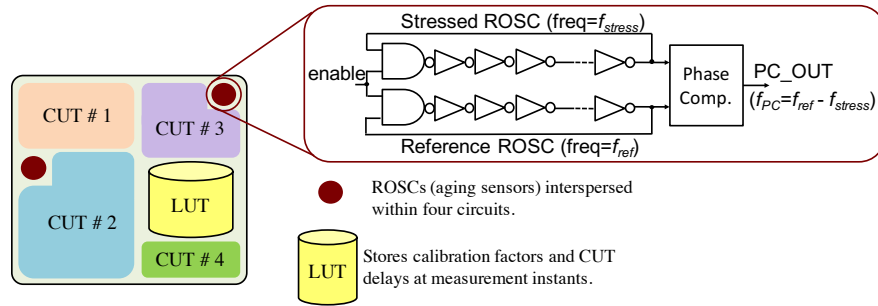 Stressed ROSC (freq=fstress)
enable
Phase
Comp.
PC_OUT
(fPC=fref - fstress)
Reference ROSC (freq=fref)
CUT # 1
CUT # 3
CUT # 2
LUT
CUT # 4
ROSCs (aging sensors) interspersed
within four circuits.
LUT
Stores calibration factors and CUT
delays at measurement instants.